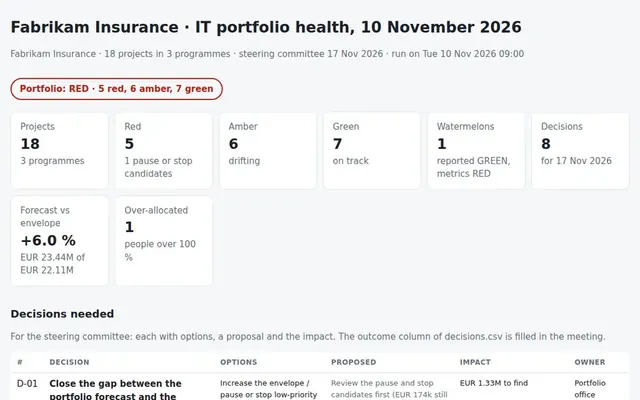 Fabrikam Insurance · IT portfolio health, 10 November 2026
Fabrikam Insurance · 18 projects in 3 programmes · steering committee 17 Nov 2026 · run on Tue 10 Nov 2026 09:00
Portfolio: RED · 5 red, 6 amber, 7 green
Projects
18
3 programmes
Red
5
1 pause or stop
candidates
Amber
6
drifting
Green
7
on track
Watermelons
1
reported GREEN,
metrics RED
Decisions
8
for 17 Nov 2026
Forecast vs
envelope
+6.0 %
EUR 23.44M of
EUR 22.11M
Over-allocated
1
people over 100
%
Decisions needed
For the steering committee: each with options, a proposal and the impact. The outcome column of decisions.csv is filled in the meeting.
# DECISION OPTIONS PROPOSED IMPACT OWNER
D-01
Close the gap between the
portfolio forecast and the
Increase the envelope /
pause or stop low-priority
Review the pause and stop
candidates first (EUR 174k still
EUR 1.33M to find
Portfolio
office